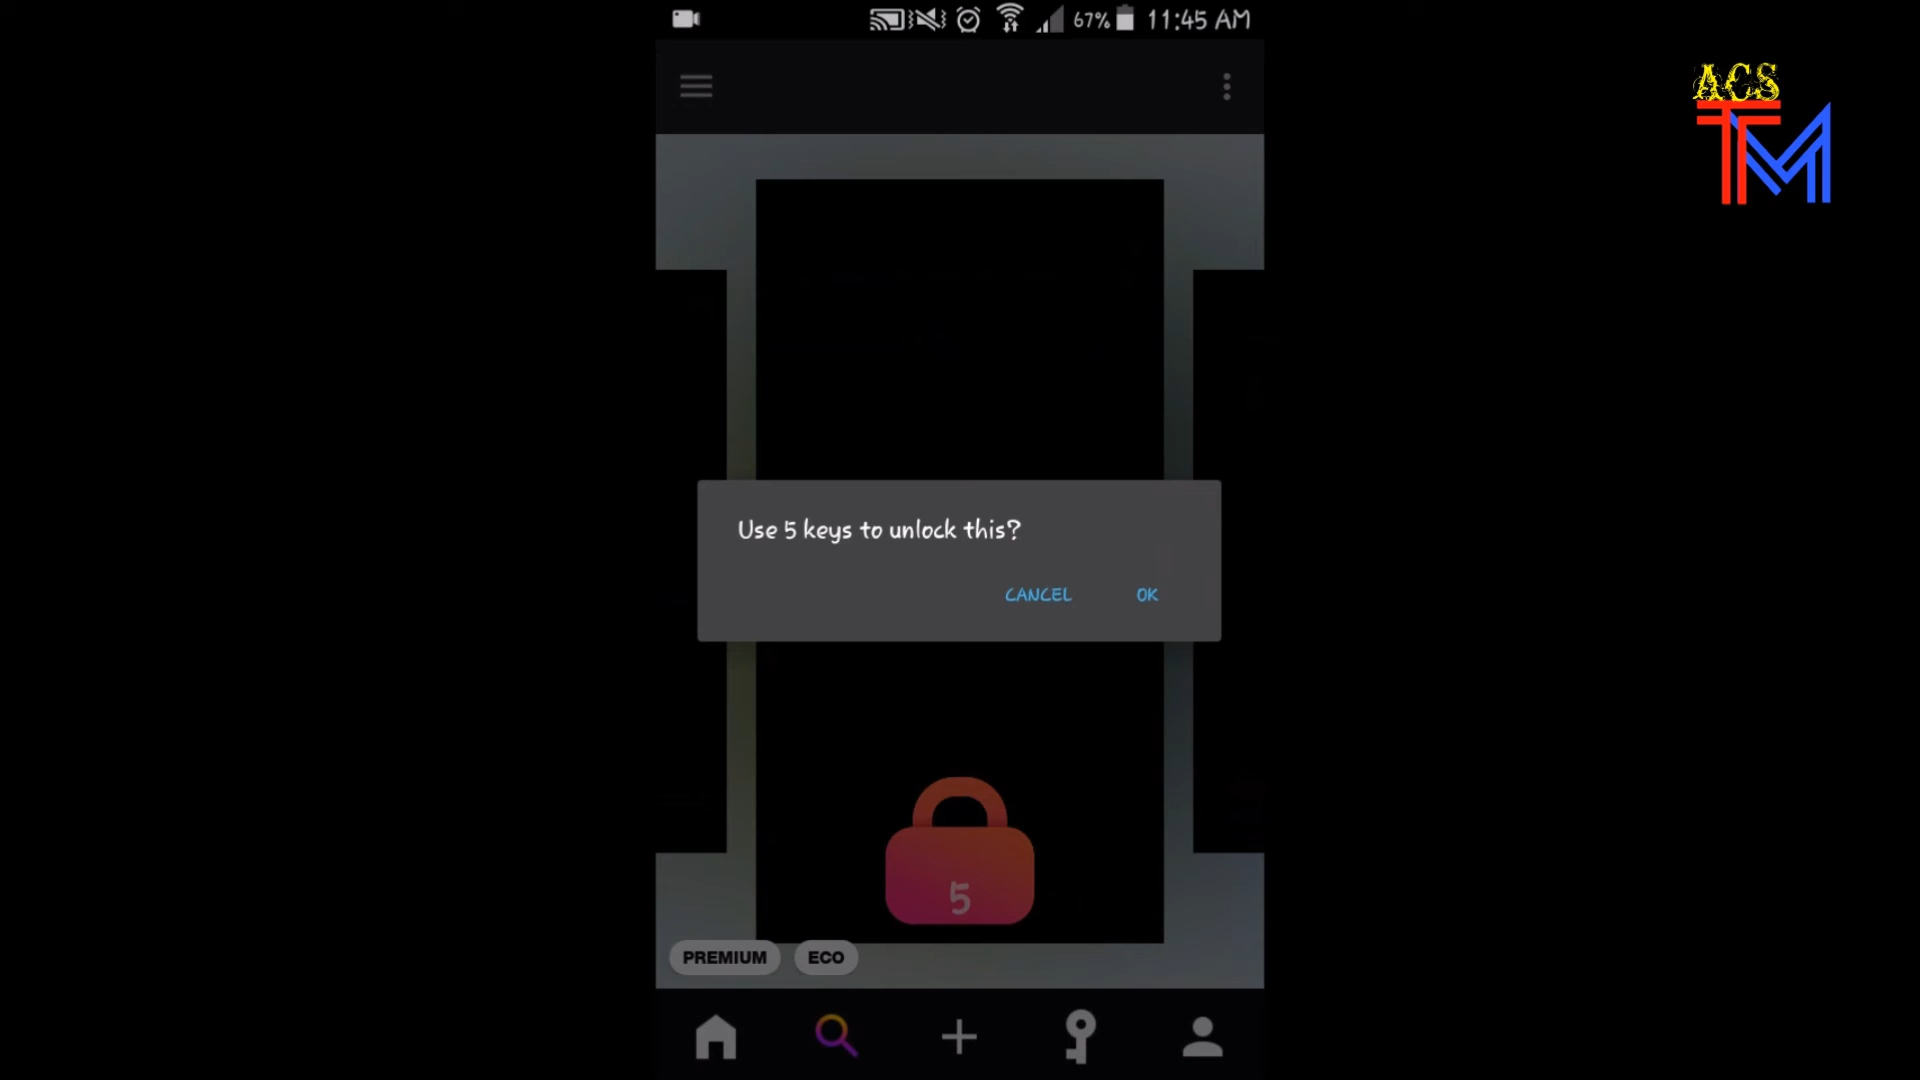 67% 11:45 AM
ACS
TM
Use 5 keys to unlock this?
CANCEL OK
5
PREMIUM ECO